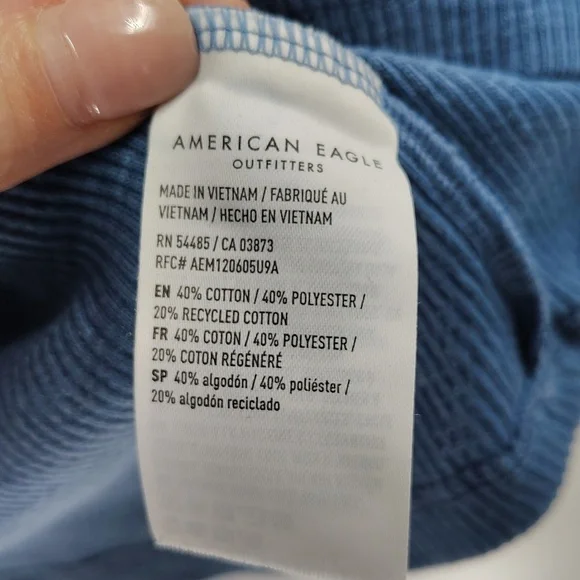 AMERICAN EAGLE
OUTFITTERS
MADE IN VIETNAM / FABRIQUÉ AU
VIETNAM / HECHO EN VIETNAM
RN 54485 / CA 03873
RFC# AEM120605U9A
EN 40% COTTON / 40% POLYESTER /
20% RECYCLED COTTON
FR 40% COTON / 40% POLYESTER /
20% COTON RÉGÉNÉRÉ
SP 40% algodón / 40% poliéster /
20% algodón reciclado